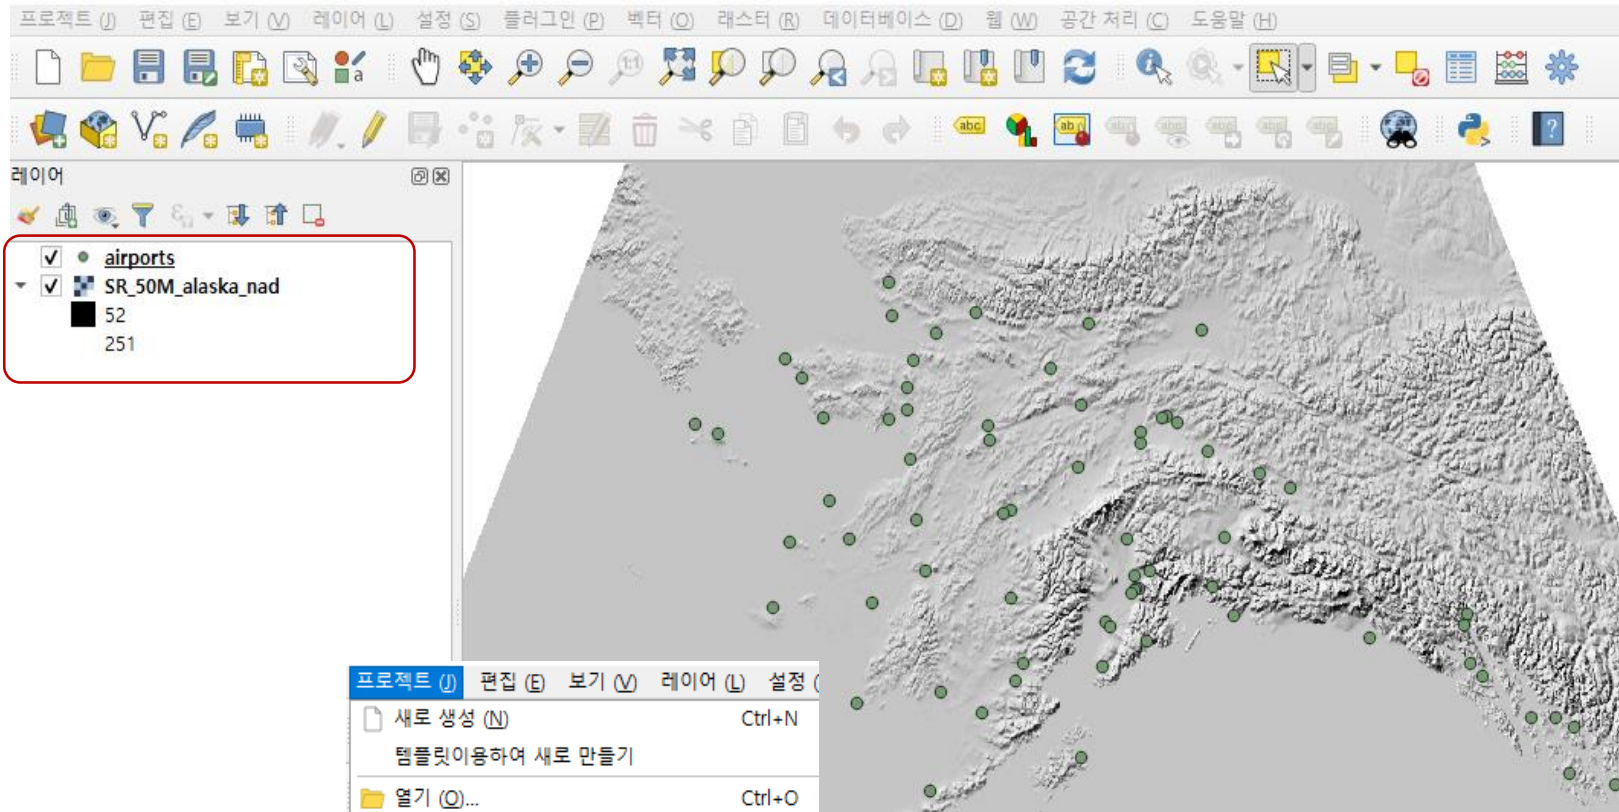 프로젝트 (J) 편집 (E) 보기 (V) 레이어 (L) 설정 (S) 플러그인 (P) 벡터 (O) 래스터 (R) 데이터베이스 (D) 웹 (W) 공간 처리 (C) 도움말 (H)
레이어
airports
SR_50M_alaska_nad
52
251
프로젝트 (J) 편집 (E) 보기 (V) 레이어 (L) 설정 (
새로 생성 (N) Ctrl+N
템플릿이용하여 새로 만들기
열기 (O)... Ctrl+O